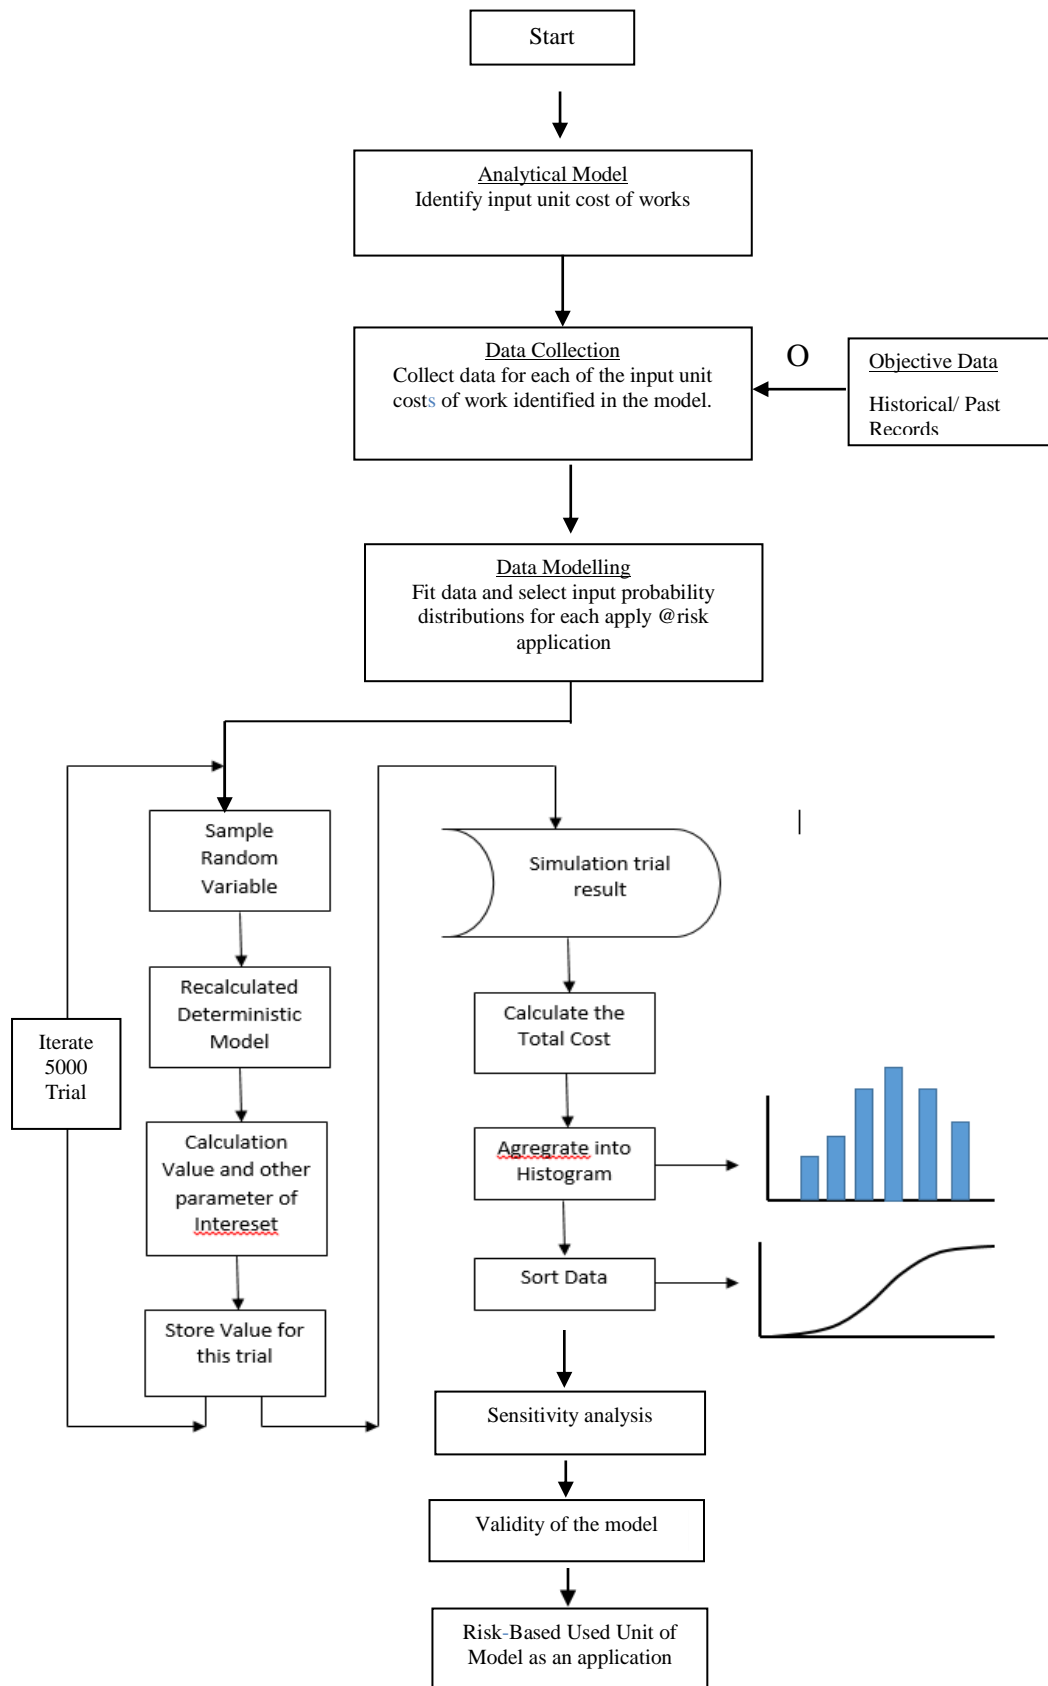 Start
Analytical Model
Identify input unit cost of works
Data Collection
Collect data for each of the input unit
costs of work identified in the model.
O
Objective Data
Historical/ Past
Records
Data Modelling
Fit data and select input probability
distributions for each apply @risk
application
Sample
Random
Variable
Recalculated
Deterministic
Model
Iterate
5000
Trial
Calculation
Value and other
parameter of
Intereset
Store Value for
this trial
Simulation trial
result
Calculate the
Total Cost
Agregrate into
Histogram
Sort Data
Sensitivity analysis
Validity of the model
Risk-Based Used Unit of
Model as an application